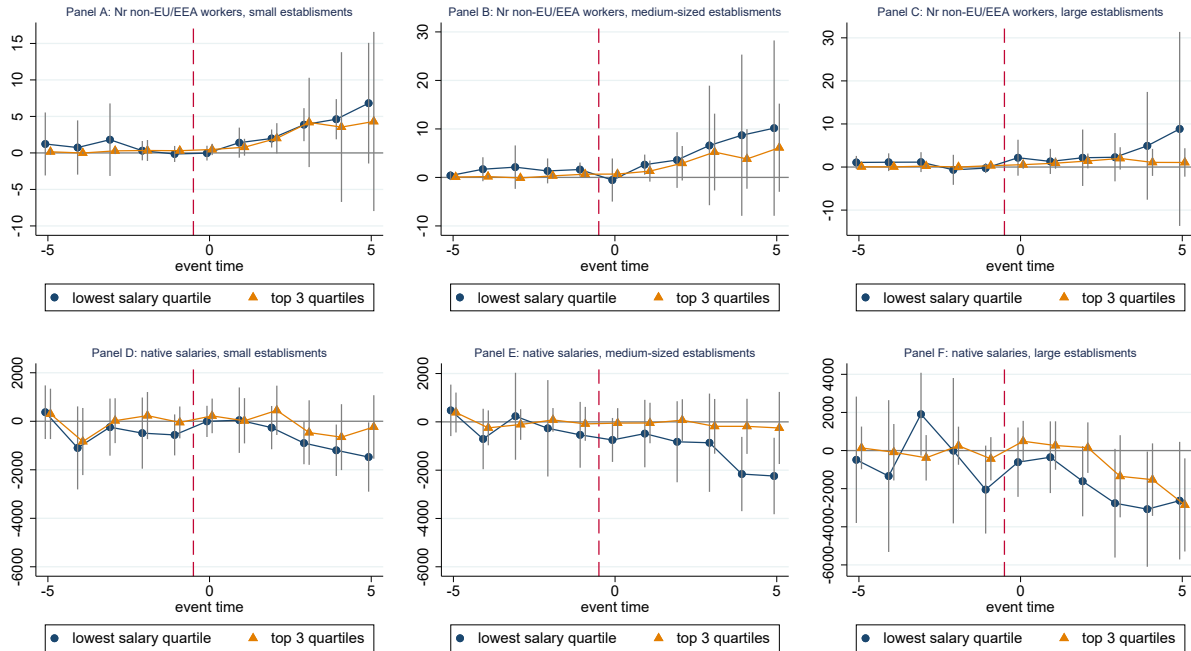 Panel A: Nr non-EU/EEA workers, small establisments
15
10
5
0
-5
-10
-5 0 5
event time
lowest salary quartile top 3 quartiles
Panel B: Nr non-EU/EEA workers, medium-sized establisments
30
20
10
0
-10
-5 0 5
event time
lowest salary quartile top 3 quartiles
Panel C: Nr non-EU/EEA workers, large establisments
30
20
10
0
-10
-5 0 5
event time
lowest salary quartile top 3 quartiles
Panel D: native salaries, small establisments
2000
0
-2000
-4000
-6000
-5 0 5
event time
lowest salary quartile top 3 quartiles
Panel E: native salaries, medium-sized establisments
2000
0
-2000
-4000
-6000
-5 0 5
event time
lowest salary quartile top 3 quartiles
Panel F: native salaries, large establisments
4000
2000
0
-2000
-4000
-6000
-5 0 5
event time
lowest salary quartile top 3 quartiles